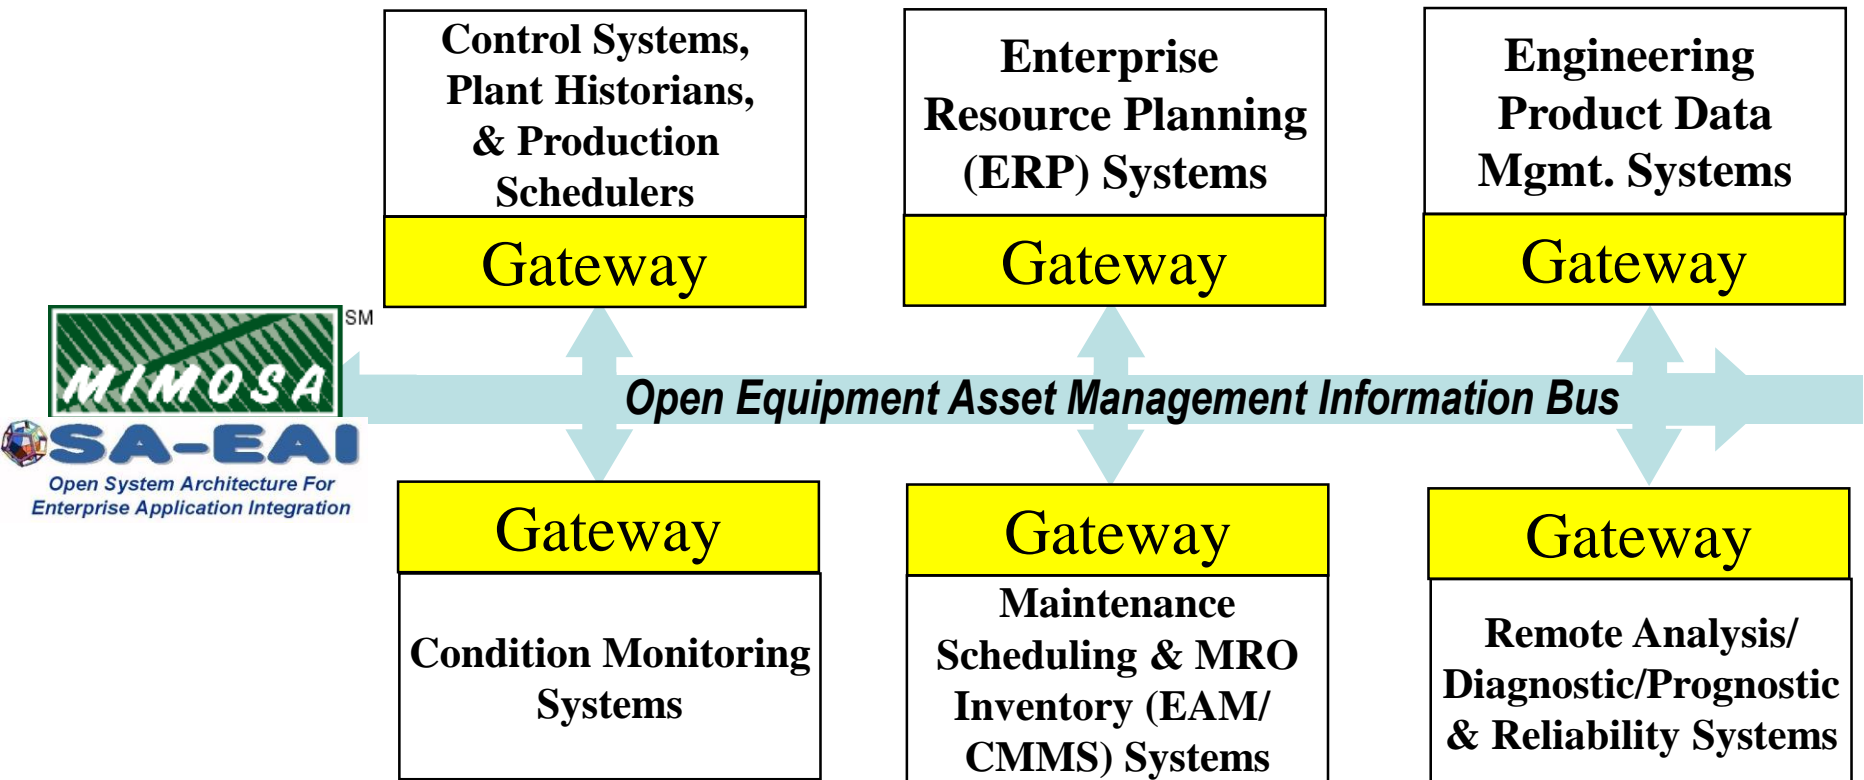 Control Systems,
Plant Historians,
& Production
Schedulers
Gateway
Enterprise
Resource Planning
(ERP) Systems
Gateway
Engineering
Product Data
Mgmt. Systems
Gateway
MIMOSA
SM
OSA-EAI
Open System Architecture For
Enterprise Application Integration
Open Equipment Asset Management Information Bus
Gateway
Condition Monitoring
Systems
Gateway
Maintenance
Scheduling & MRO
Inventory (EAM/
CMMS) Systems
Gateway
Remote Analysis/
Diagnostic/Prognostic
& Reliability Systems